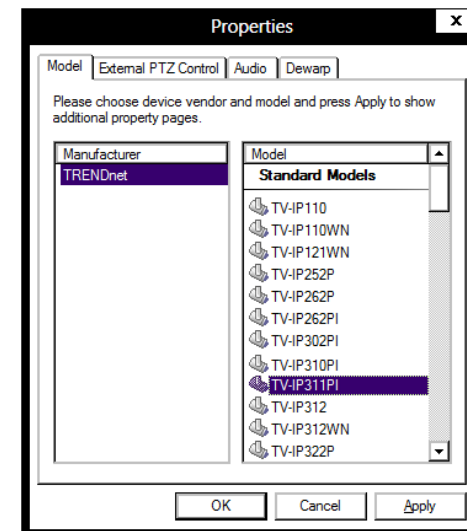 Properties
x
Model External PTZ Control Audio Dewarp
Please choose device vendor and model and press Apply to show
additional property pages.
Manufacturer
TRENDnet
Model
Standard Models
TV-IP110
TV-IP110WN
TV-IP121WN
TV-IP252P
TV-IP262P
TV-IP262PI
TV-IP302PI
TV-IP310PI
TV-IP311PI
TV-IP312
TV-IP312WN
TV-IP322P
OK Cancel Apply